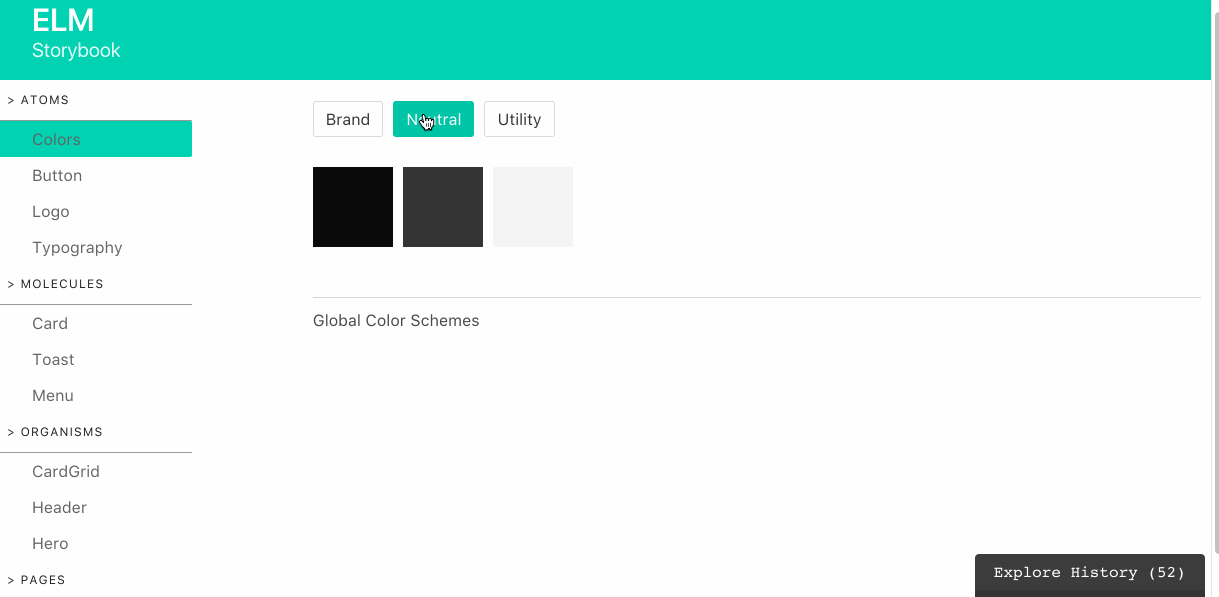 ELM
Storybook
> ATOMS
Colors
Button
Logo
Typography
> MOLECULES
Card
Toast
Menu
> ORGANISMS
CardGrid
Header
Hero
> PAGES
Brand
Neutral
Utility
Global Color Schemes
Explore History (52)